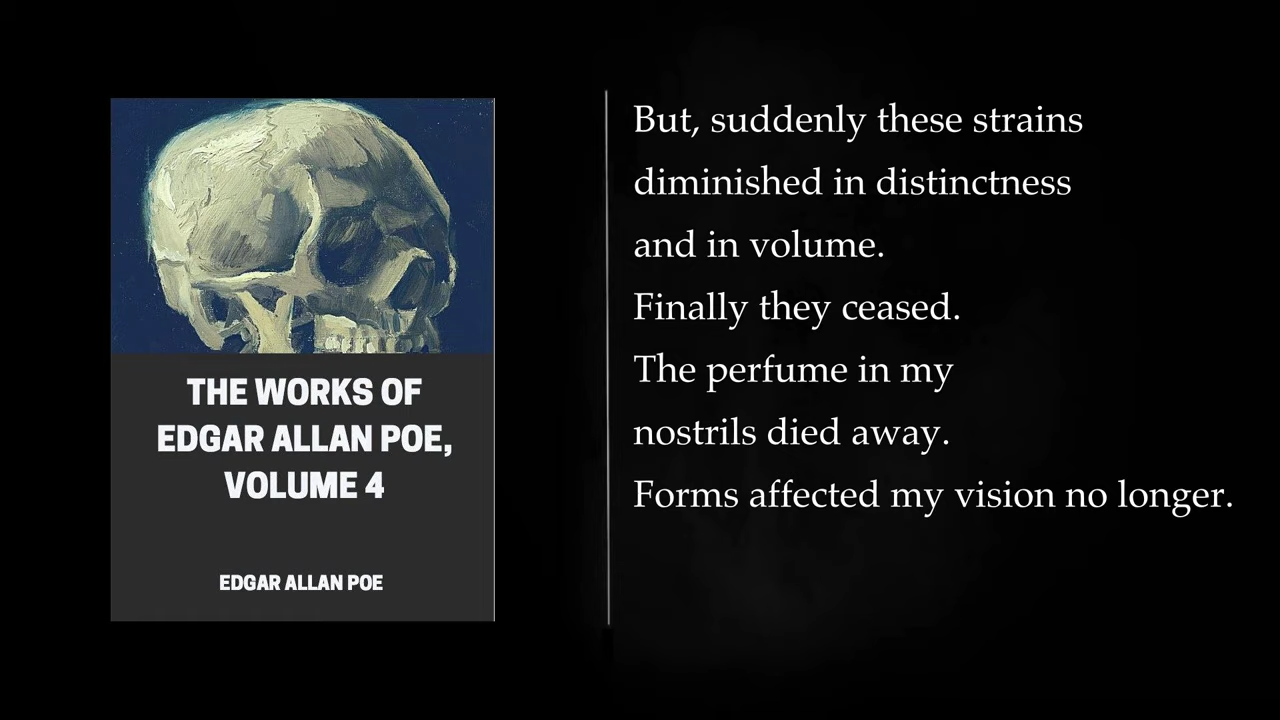 THE WORKS OF
EDGAR ALLAN POE,
VOLUME 4
EDGAR ALLAN POE
But, suddenly these strains
diminished in distinctness
and in volume.
Finally they ceased.
The perfume in my
nostrils died away.
Forms affected my vision no longer.